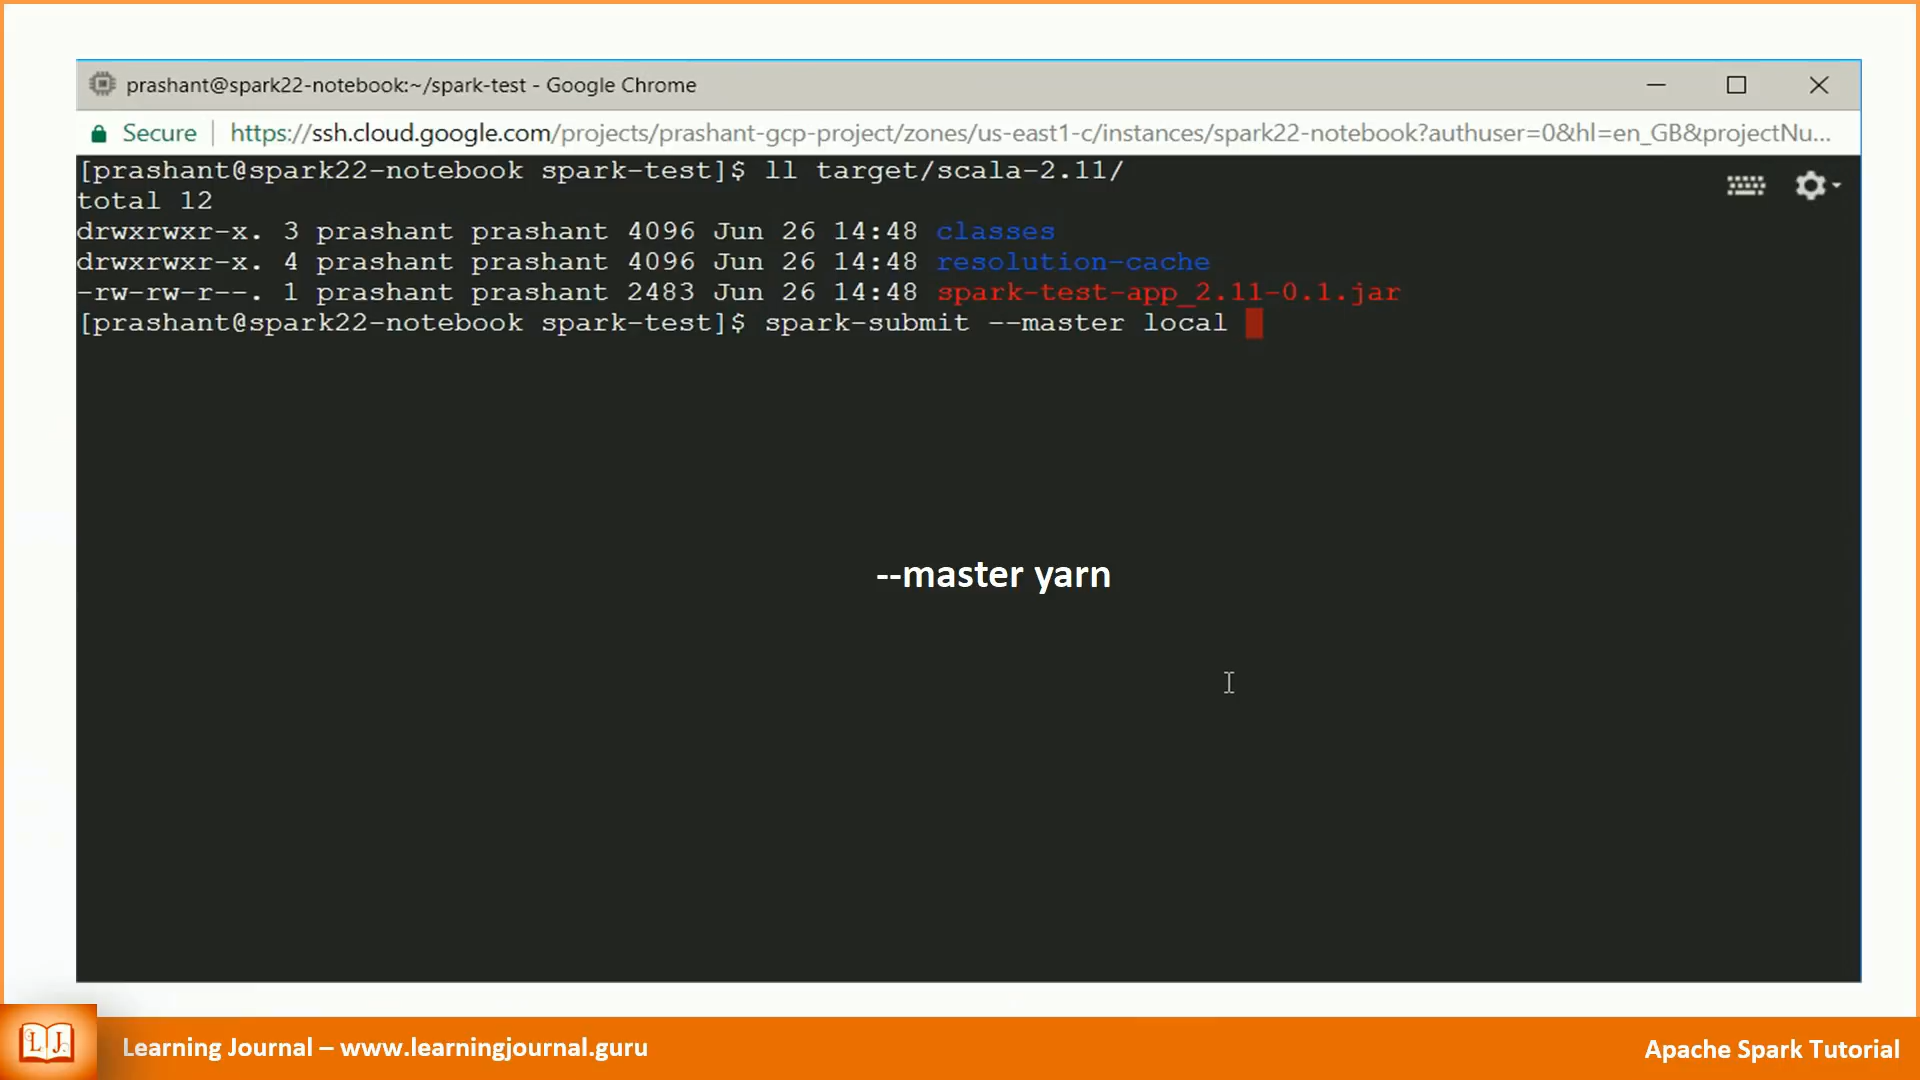 prashant@spark22-notebook:~/spark-test - Google Chrome
Secure | https://ssh.cloud.google.com/projects/prashant-gcp-project/zones/us-east1-c/instances/spark22-notebook?authuser=0&hl=en_GB&projectNu...
[prashant@spark22-notebook spark-test]$ ll target/scala-2.11/
total 12
drwxrwxr-x. 3 prashant prashant 4096 Jun 26 14:48 classes
drwxrwxr-x. 4 prashant prashant 4096 Jun 26 14:48 resolution-cache
-rw-rw-r--. 1 prashant prashant 2483 Jun 26 14:48 spark-test-app_2.11-0.1.jar
[prashant@spark22-notebook spark-test]$ spark-submit --master local
--master yarn
LJ
Learning Journal – www.learningjournal.guru
Apache Spark Tutorial